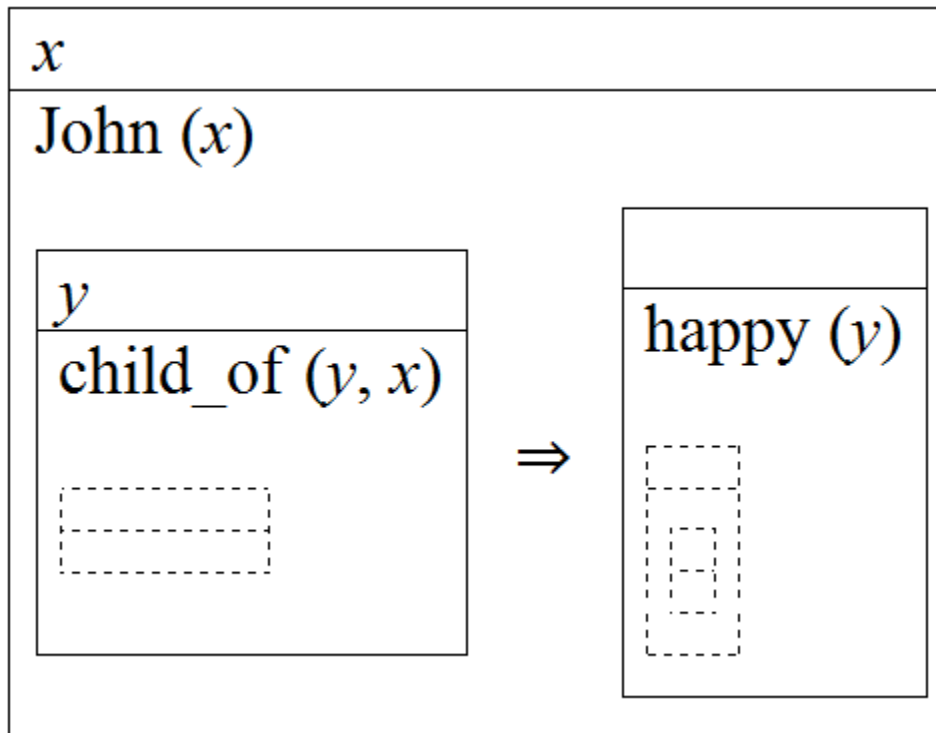 x
John (x)
y
child_of (y, x)
⇒
happy (y)